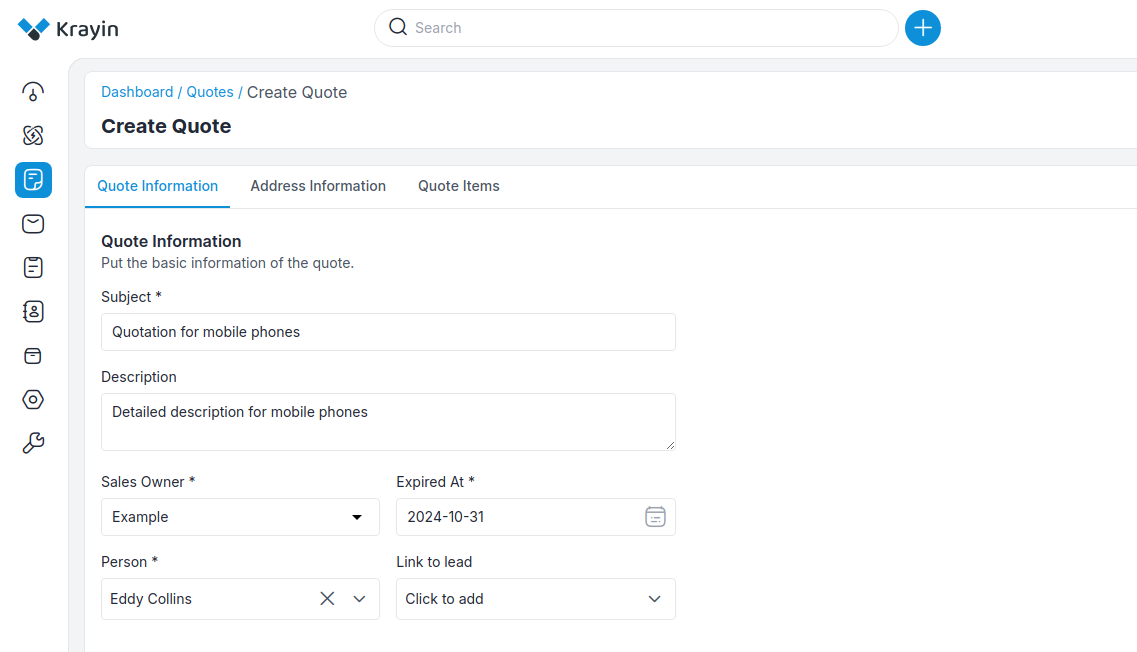 Krayin
Search
Dashboard / Quotes / Create Quote
Create Quote
Quote Information Address Information Quote Items
Quote Information
Put the basic information of the quote.
Subject *
Quotation for mobile phones
Description
Detailed description for mobile phones
Sales Owner * Expired At *
Example 2024-10-31
Person * Link to lead
Eddy Collins Click to add